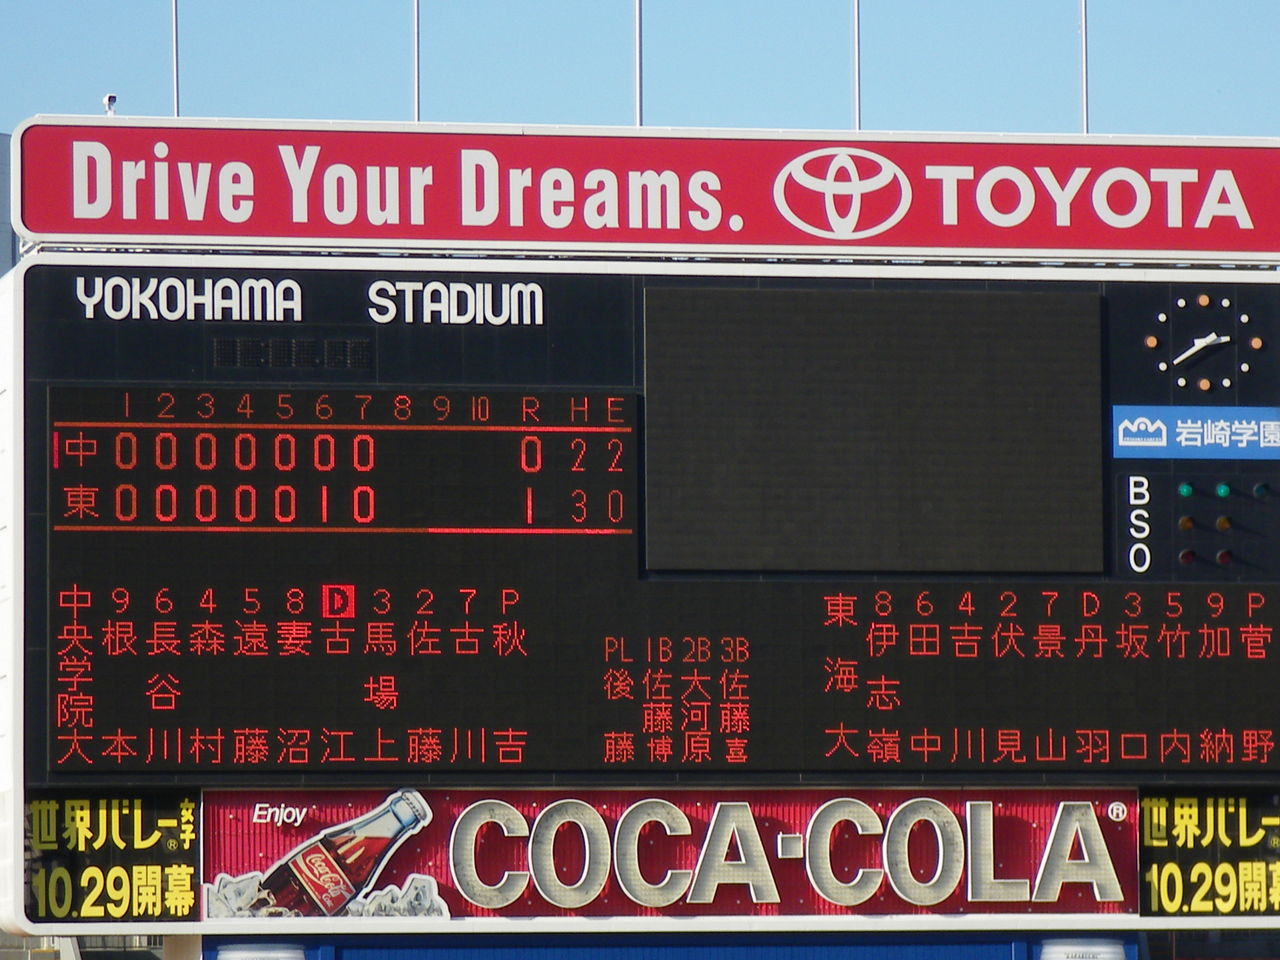 Drive Your Dreams. TOYOTA
YOKOHAMA STADIUM
1 2 3 4 5 6 7 8 9 10 R H E
中 0 0 0 0 0 0 0 0 2 2
東 0 0 0 0 0 1 0 1 3 0
岩崎学園
B
S
O
中央学院大
9 根本
6 長谷川
4 森村
5 遠藤
8 妻沼
D 古江
3 馬場上
2 佐藤
7 古川
P 秋吉
PL 後藤
1B 佐藤博
2B 大河原
3B 佐藤喜
東海大
8 伊志嶺
6 田中
4 吉川
2 伏見
7 景山
D 丹羽
3 坂口
5 竹内
9 加納
P 菅野
世界バレー女子
10.29開幕
Enjoy
Coca-Cola
COCA-COLA®
世界バレー
10.29開幕